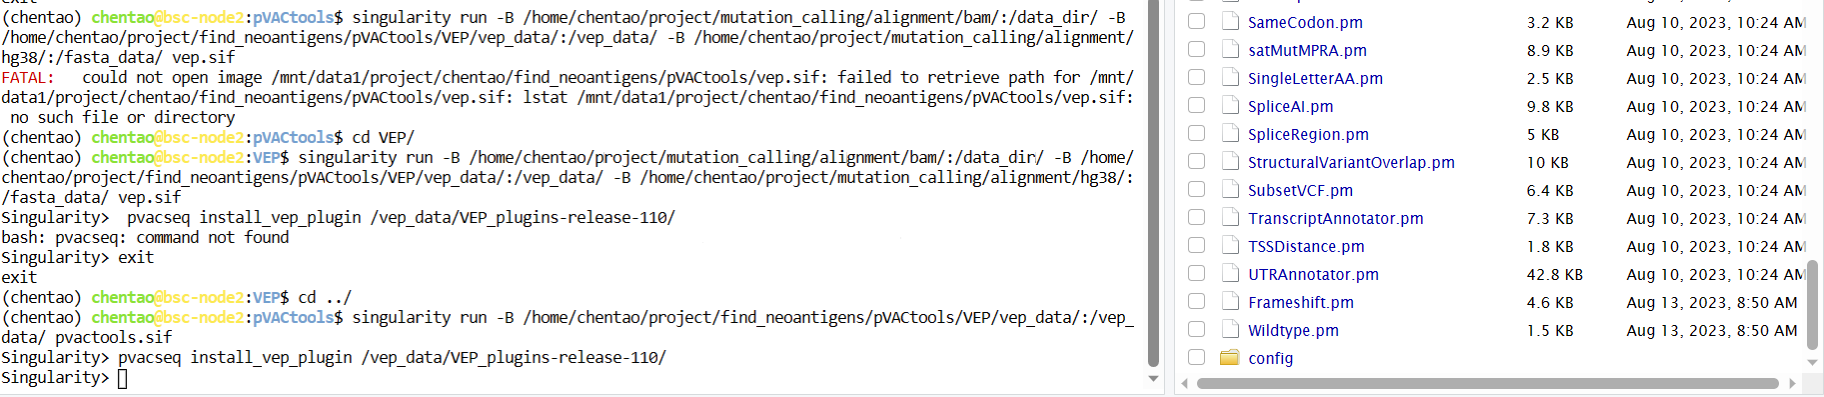 exit
(chentao) chentao@bsc-node2:pVACtools$ singularity run -B /home/chentao/project/mutation_calling/alignment/bam/:/data_dir/ -B
/home/chentao/project/find_neoantigens/pVACtools/VEP/vep_data/:/vep_data/ -B /home/chentao/project/mutation_calling/alignment/
hg38/:/fasta_data/ vep.sif
FATAL:   could not open image /mnt/data1/project/chentao/find_neoantigens/pVACtools/vep.sif: failed to retrieve path for /mnt/
data1/project/chentao/find_neoantigens/pVACtools/vep.sif: lstat /mnt/data1/project/chentao/find_neoantigens/pVACtools/vep.sif:
no such file or directory
(chentao) chentao@bsc-node2:pVACtools$ cd VEP/
(chentao) chentao@bsc-node2:VEP$ singularity run -B /home/chentao/project/mutation_calling/alignment/bam/:/data_dir/ -B /home/
chentao/project/find_neoantigens/pVACtools/VEP/vep_data/:/vep_data/ -B /home/chentao/project/mutation_calling/alignment/hg38/:
/fasta_data/ vep.sif
Singularity>  pvacseq install_vep_plugin /vep_data/VEP_plugins-release-110/
bash: pvacseq: command not found
Singularity> exit
exit
(chentao) chentao@bsc-node2:VEP$ cd ../
(chentao) chentao@bsc-node2:pVACtools$ singularity run -B /home/chentao/project/find_neoantigens/pVACtools/VEP/vep_data/:/vep_
data/ pvactools.sif
Singularity> pvacseq install_vep_plugin /vep_data/VEP_plugins-release-110/
Singularity>
SameCodon.pm 3.2 KB Aug 10, 2023, 10:24 AM
satMutMPRA.pm 8.9 KB Aug 10, 2023, 10:24 AM
SingleLetterAA.pm 2.5 KB Aug 10, 2023, 10:24 AM
SpliceAI.pm 9.8 KB Aug 10, 2023, 10:24 AM
SpliceRegion.pm 5 KB Aug 10, 2023, 10:24 AM
StructuralVariantOverlap.pm 10 KB Aug 10, 2023, 10:24 AM
SubsetVCF.pm 6.4 KB Aug 10, 2023, 10:24 AM
TranscriptAnnotator.pm 7.3 KB Aug 10, 2023, 10:24 AM
TSSDistance.pm 1.8 KB Aug 10, 2023, 10:24 AM
UTRAnnotator.pm 42.8 KB Aug 10, 2023, 10:24 AM
Frameshift.pm 4.6 KB Aug 13, 2023, 8:50 AM
Wildtype.pm 1.5 KB Aug 13, 2023, 8:50 AM
config